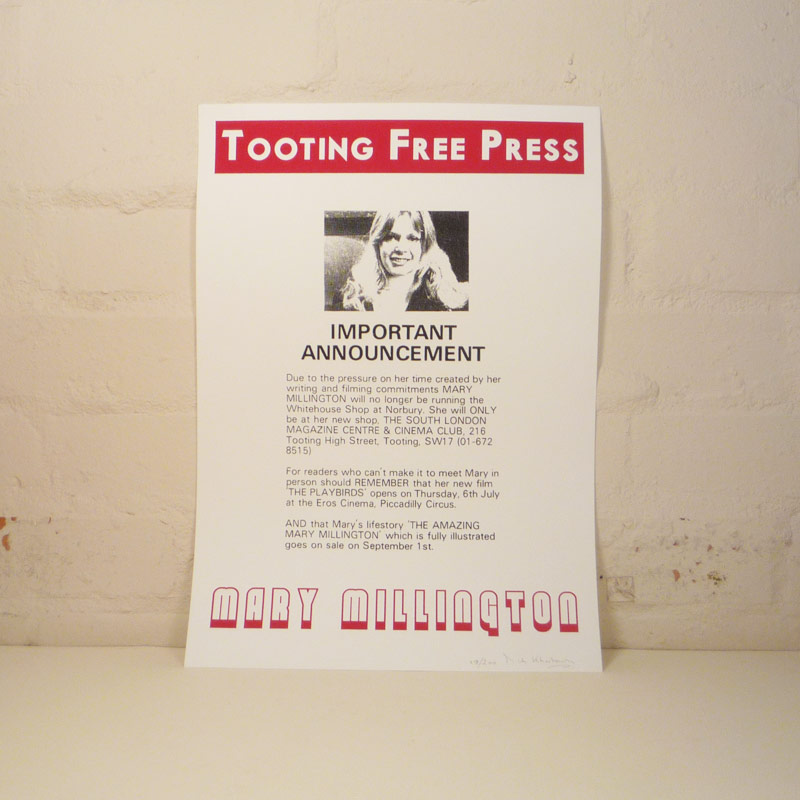 TOOTING FREE PRESS
IMPORTANT
ANNOUNCEMENT
Due to the pressure on her time created by her
writing and filming commitments MARY
MILLINGTON will no longer be running the
Whitehouse Shop at Norbury. She will ONLY
be at her new shop, THE SOUTH LONDON
MAGAZINE CENTRE & CINEMA CLUB, 216
Tooting High Street, Tooting, SW17 (01-672
8515)
For readers who can't make it to meet Mary in
person should REMEMBER that her new film
'THE PLAYBIRDS' opens on Thursday, 6th July
at the Eros Cinema, Piccadilly Circus.
AND that Mary's lifestory 'THE AMAZING
MARY MILLINGTON' which is fully illustrated
goes on sale on September 1st.
MARY MILLINGTON